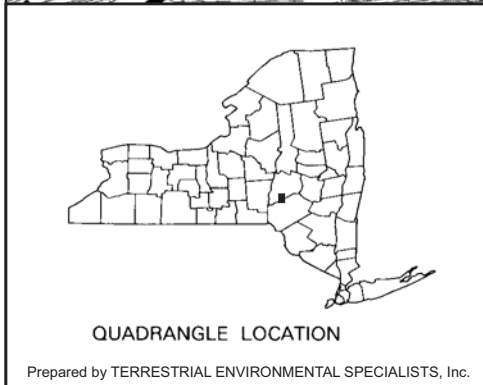 QUADRANGLE LOCATION
Prepared by TERRESTRIAL ENVIRONMENTAL SPECIALISTS, Inc.